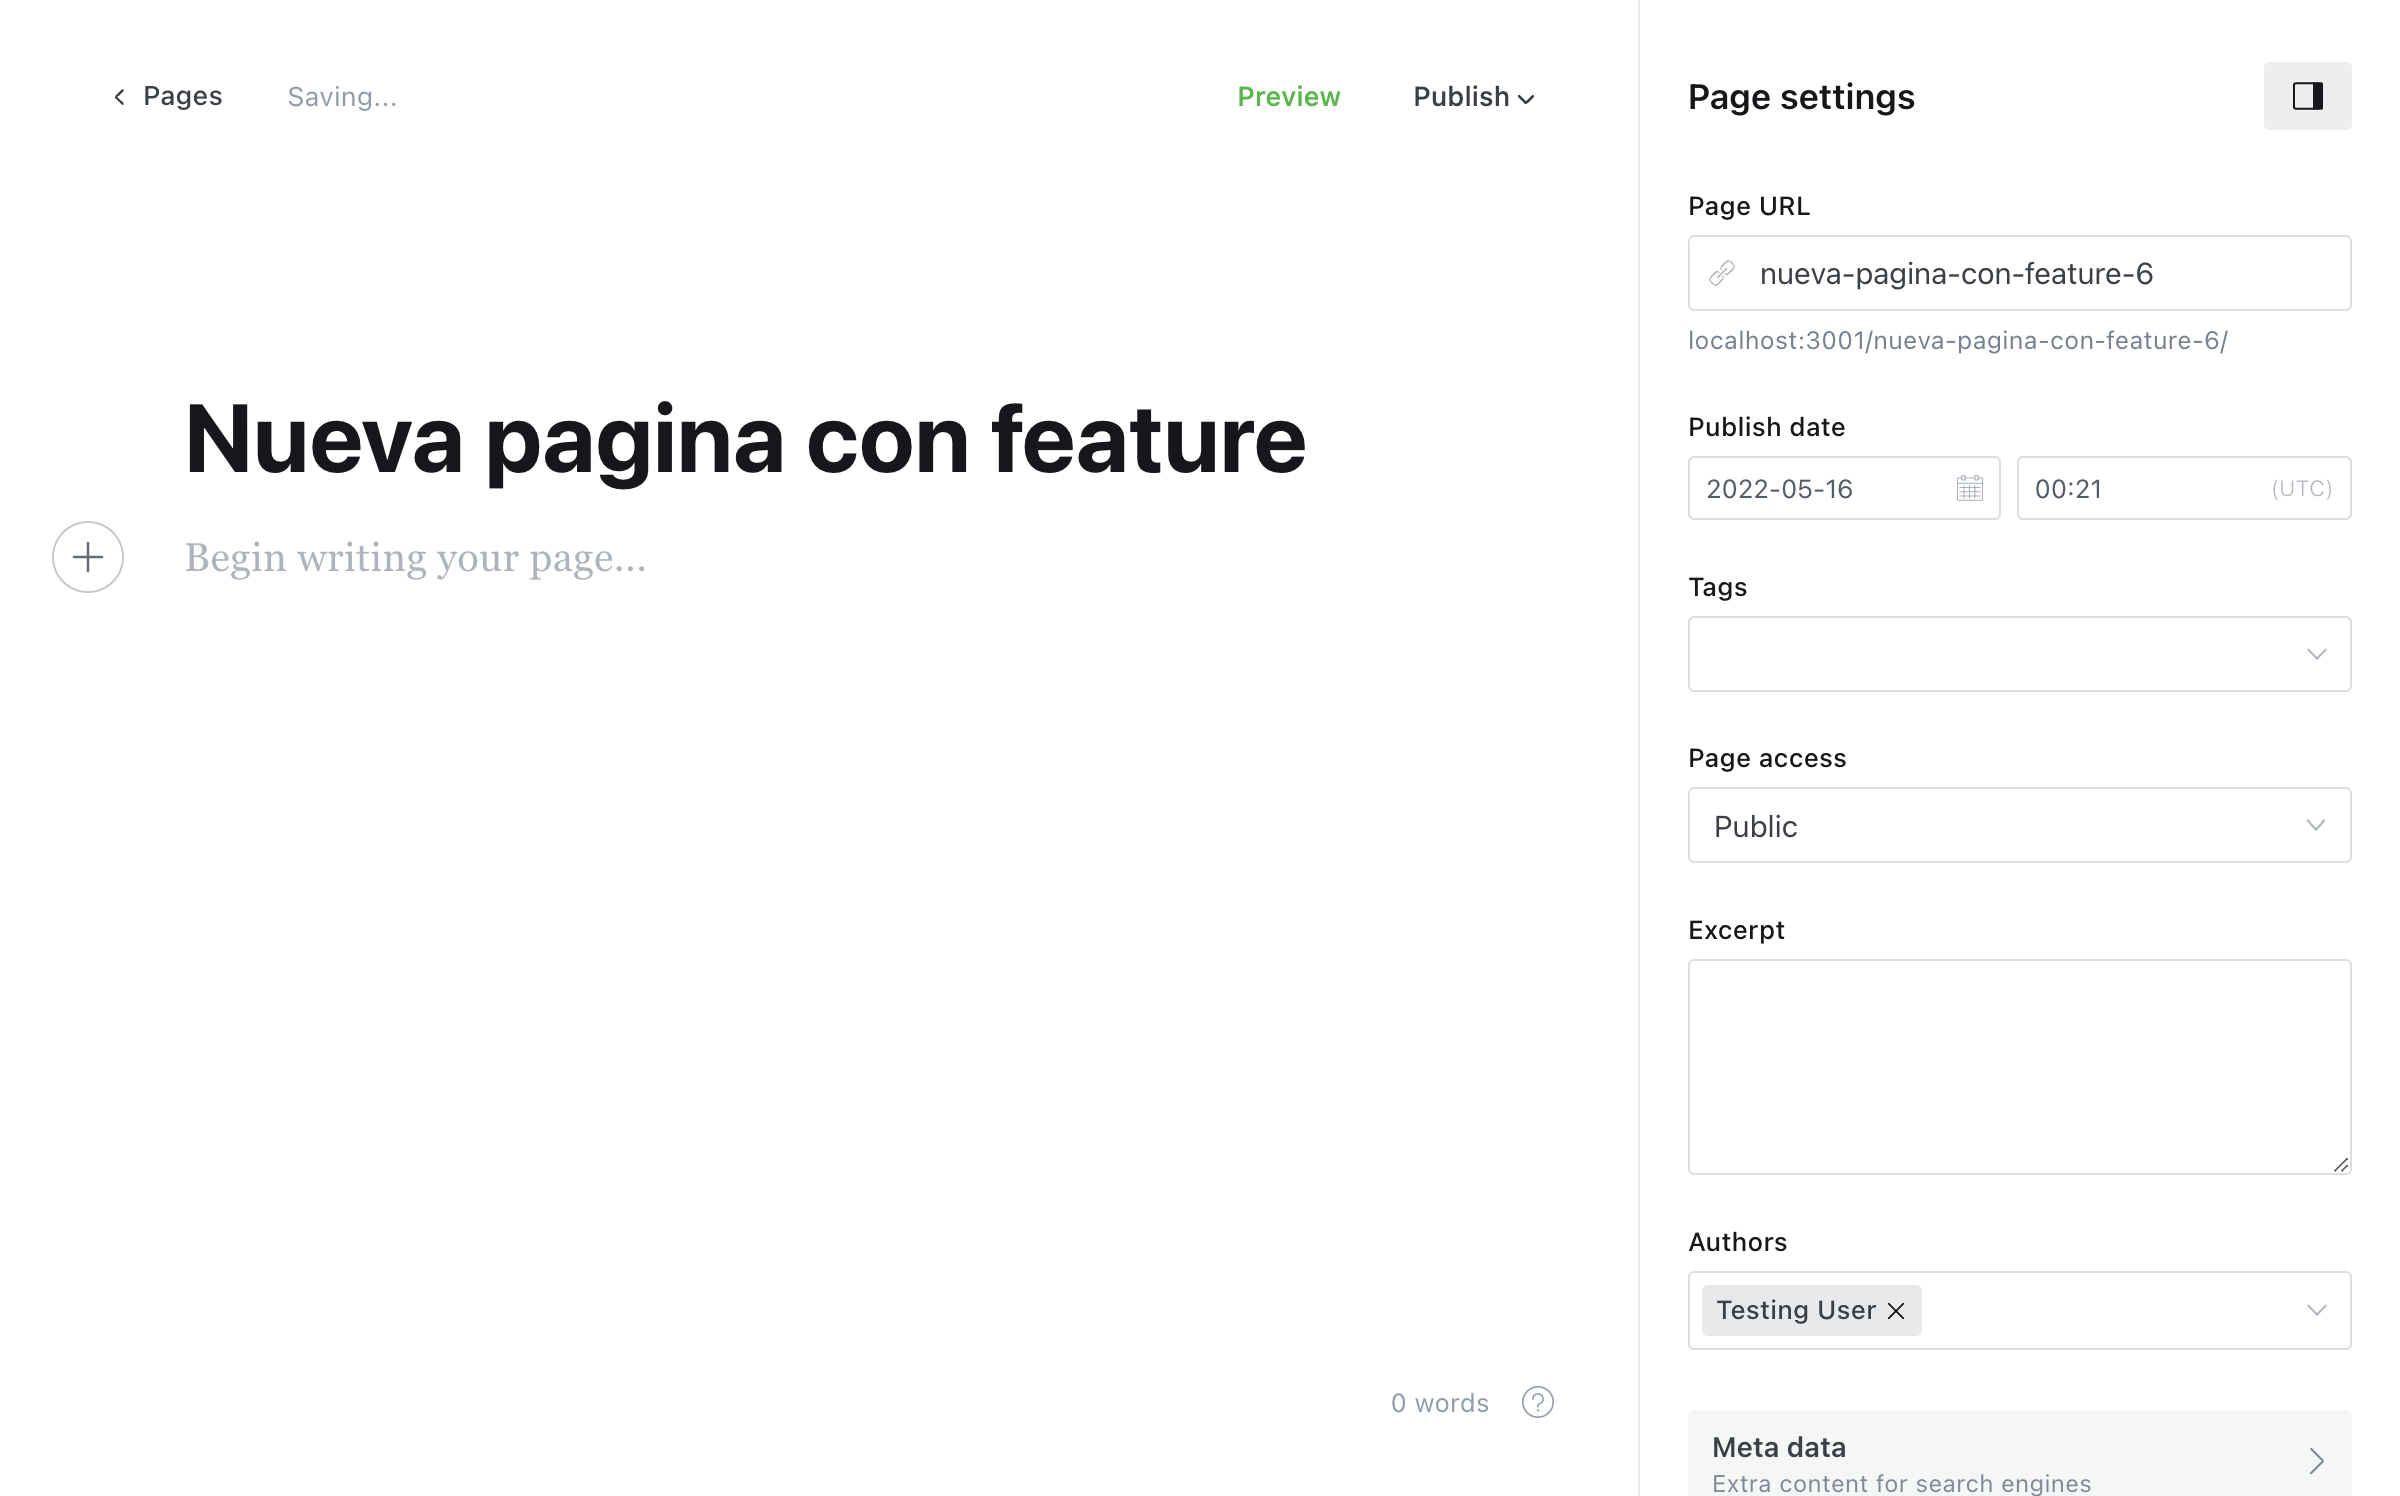 Pages
Saving...
Preview
Publish
Nueva pagina con feature
Begin writing your page...
0 words
?
Page settings
Page URL
nueva-pagina-con-feature-6
localhost:3001/nueva-pagina-con-feature-6/
Publish date
2022-05-16
00:21 (UTC)
Tags
Page access
Public
Excerpt
Authors
Testing User
Meta data
Extra content for search engines